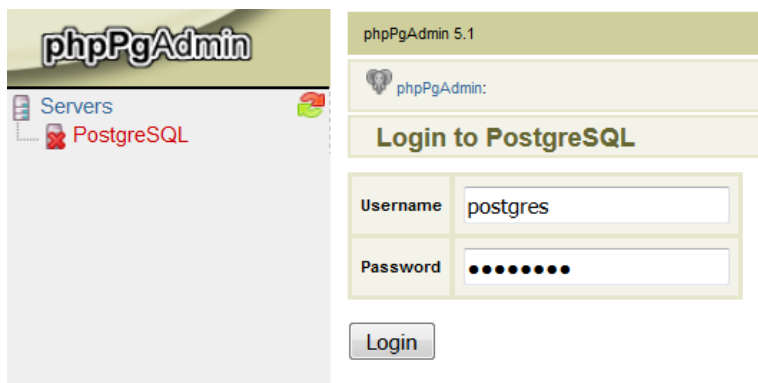 phpPgAdmin
Servers
PostgreSQL
phpPgAdmin 5.1
phpPgAdmin:
Login to PostgreSQL
Username
postgres
Password
••••••••
Login